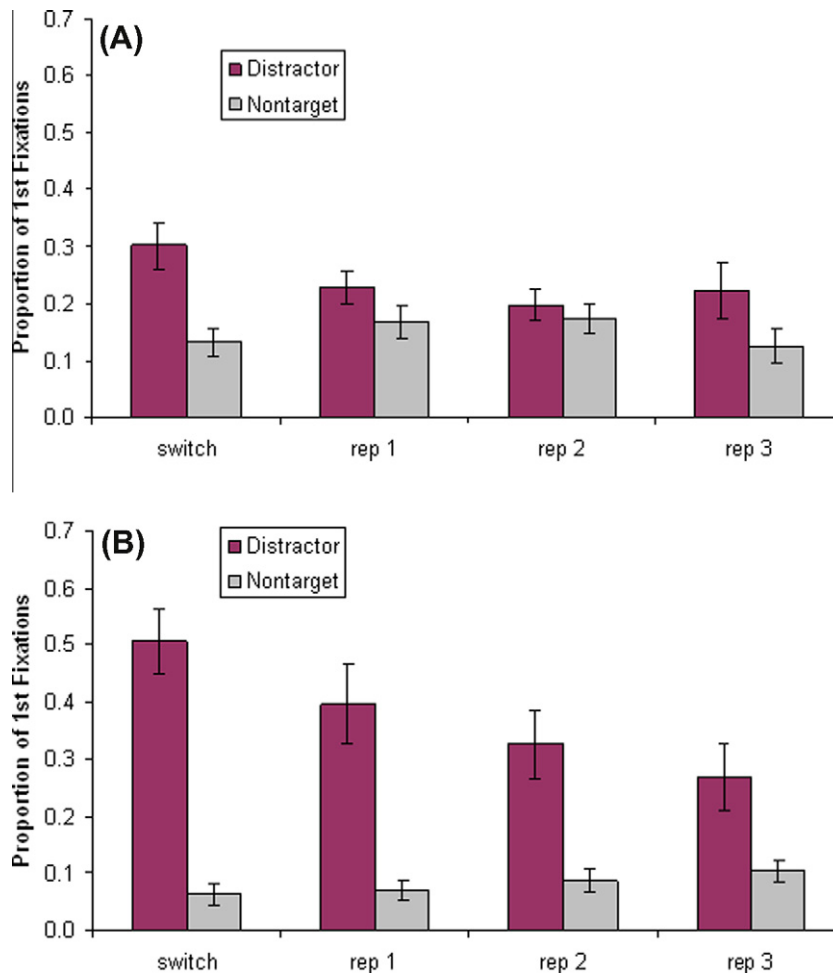 (A)
Distractor
Nontarget
Proportion of 1st Fixations
0.7
0.6
0.5
0.4
0.3
0.2
0.1
0.0
switch rep 1 rep 2 rep 3
(B)
Distractor
Nontarget
Proportion of 1st Fixations
0.7
0.6
0.5
0.4
0.3
0.2
0.1
0.0
switch rep 1 rep 2 rep 3